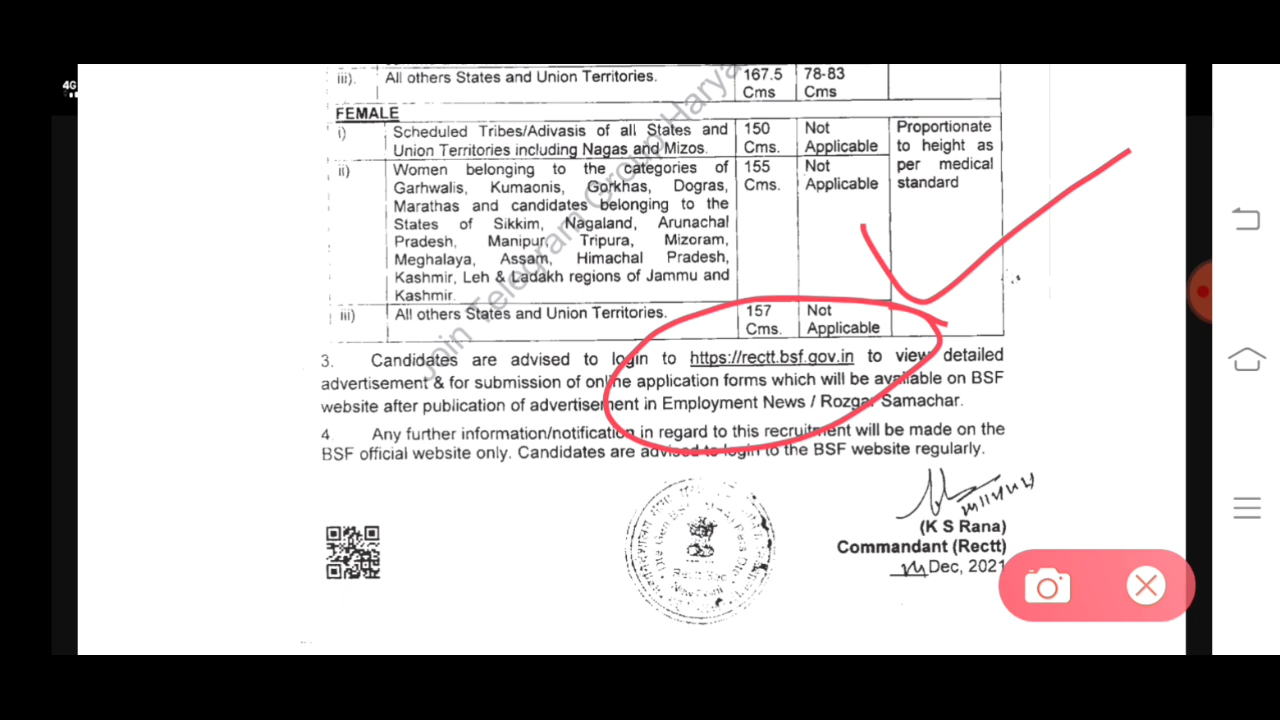 4G
iii). All others States and Union Territories. 167.5 78-83
Cms Cms
FEMALE
i) Scheduled Tribes/Adivasis of all States and 150 Not Proportionate
Union Territories including Nagas and Mizos. Cms. Applicable to height as
ii) Women belonging to the categories of 155 Not per medical
Garhwalis, Kumaonis, Gorkhas, Dogras, Cms. Applicable standard
Marathas and candidates belonging to the
States of Sikkim, Nagaland, Arunachal
Pradesh, Manipur, Tripura, Mizoram,
Meghalaya, Assam, Himachal Pradesh,
Kashmir, Leh & Ladakh regions of Jammu and
Kashmir.
iii) All others States and Union Territories. 157 Not
Cms. Applicable
Join Telegram Group Harya
3. Candidates are advised to login to https://rectt.bsf.gov.in to view detailed
advertisement & for submission of online application forms which will be available on BSF
website after publication of advertisement in Employment News / Rozgar Samachar.
4. Any further information/notification in regard to this recruitment will be made on the
BSF official website only. Candidates are advised to login to the BSF website regularly.
(K S Rana)
Commandant (Rectt)
Dec, 2021